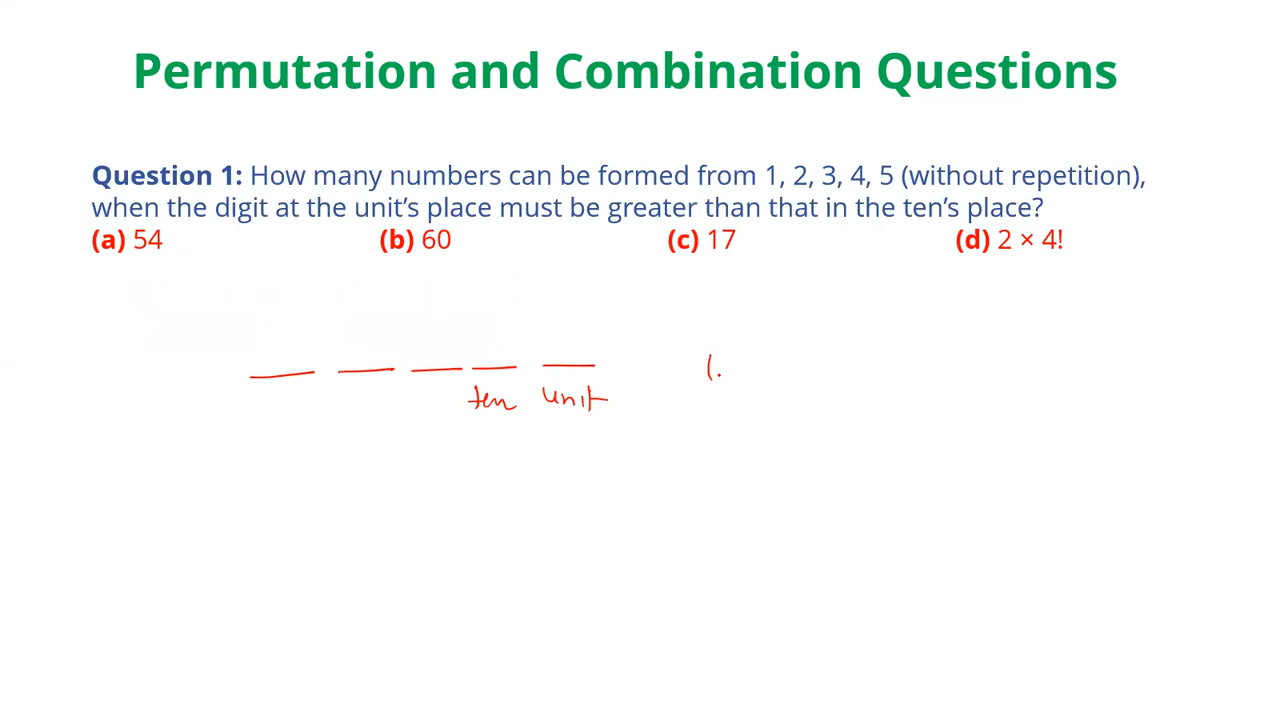 Permutation and Combination Questions
Question 1: How many numbers can be formed from 1, 2, 3, 4, 5 (without repetition),
when the digit at the unit’s place must be greater than that in the ten’s place?
(a) 54 (b) 60 (c) 17 (d) 2 × 4!
ten unit